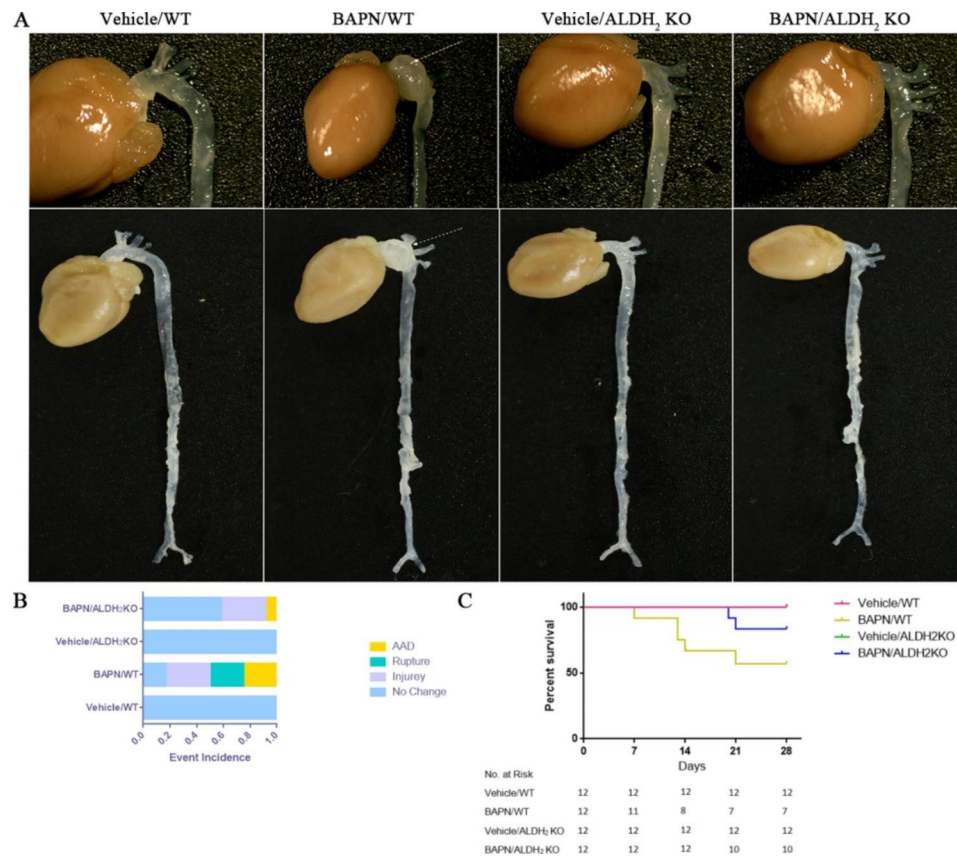 A Vehicle/WT BAPN/WT Vehicle/ALDH₂ KO BAPN/ALDH₂ KO
B
BAPN/ALDH₂KO
Vehicle/ALDH₂KO
BAPN/WT
Vehicle/WT
0.0 0.2 0.4 0.6 0.8 1.0
Event Incidence
AAD
Rupture
Injurey
No Change
C
Percent survival
100
50
0
0 7 14 21 28
Days
Vehicle/WT
BAPN/WT
Vehicle/ALDH2KO
BAPN/ALDH2KO
No. at Risk
Vehicle/WT 12 12 12 12 12
BAPN/WT 12 11 8 7 7
Vehicle/ALDH₂ KO 12 12 12 12 12
BAPN/ALDH₂ KO 12 12 12 10 10